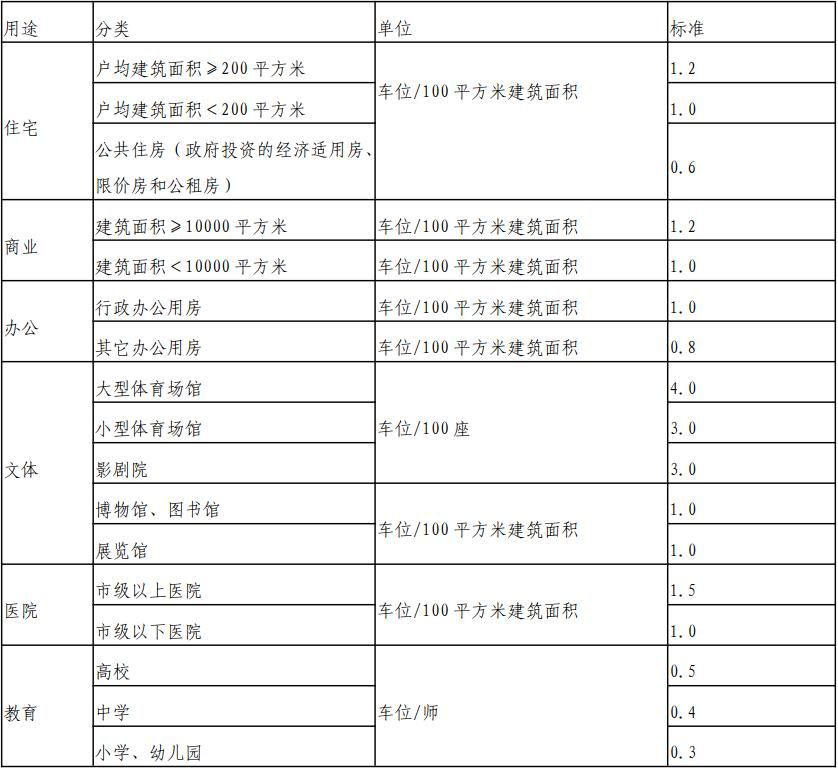 用途 分类 单位 标准
住宅 户均建筑面积≥200 平方米 车位/100 平方米建筑面积 1.2
户均建筑面积<200 平方米 1.0
公共住房（政府投资的经济适用房、
限价房和公租房） 0.6
商业 建筑面积≥10000 平方米 车位/100 平方米建筑面积 1.2
建筑面积<10000 平方米 车位/100 平方米建筑面积 1.0
办公 行政办公用房 车位/100 平方米建筑面积 1.0
其它办公用房 车位/100 平方米建筑面积 0.8
文体 大型体育场馆 车位/100 座 4.0
小型体育场馆 3.0
影剧院 3.0
博物馆、图书馆 车位/100 平方米建筑面积 1.0
展览馆 1.0
医院 市级以上医院 车位/100 平方米建筑面积 1.5
市级以下医院 1.0
教育 高校 车位/师 0.5
中学 0.4
小学、幼儿园 0.3